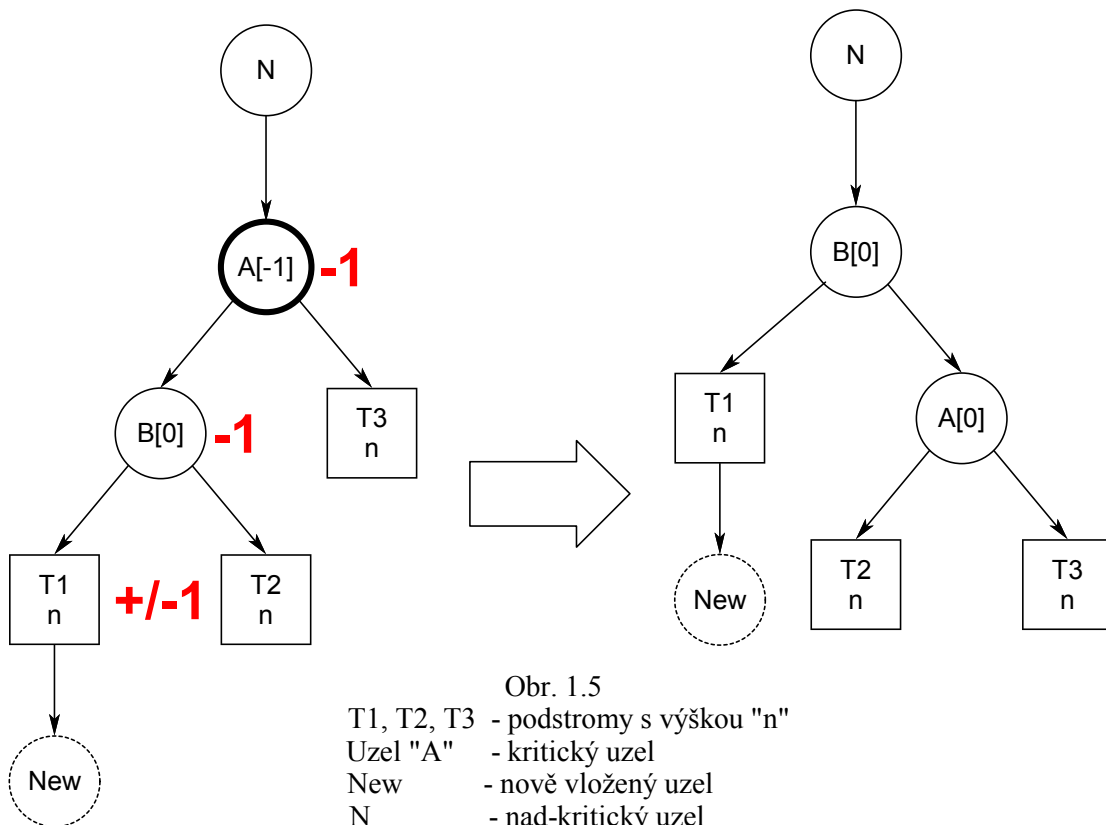 N
A[-1] -1
B[0] -1
T3
n
T1
n
+/-1
T2
n
New
N
B[0]
T1
n
A[0]
New
T2
n
T3
n
Obr. 1.5
T1, T2, T3 - podstromy s výškou "n"
Uzel "A" - kritický uzel
New - nově vložený uzel
N - nad-kritický uzel